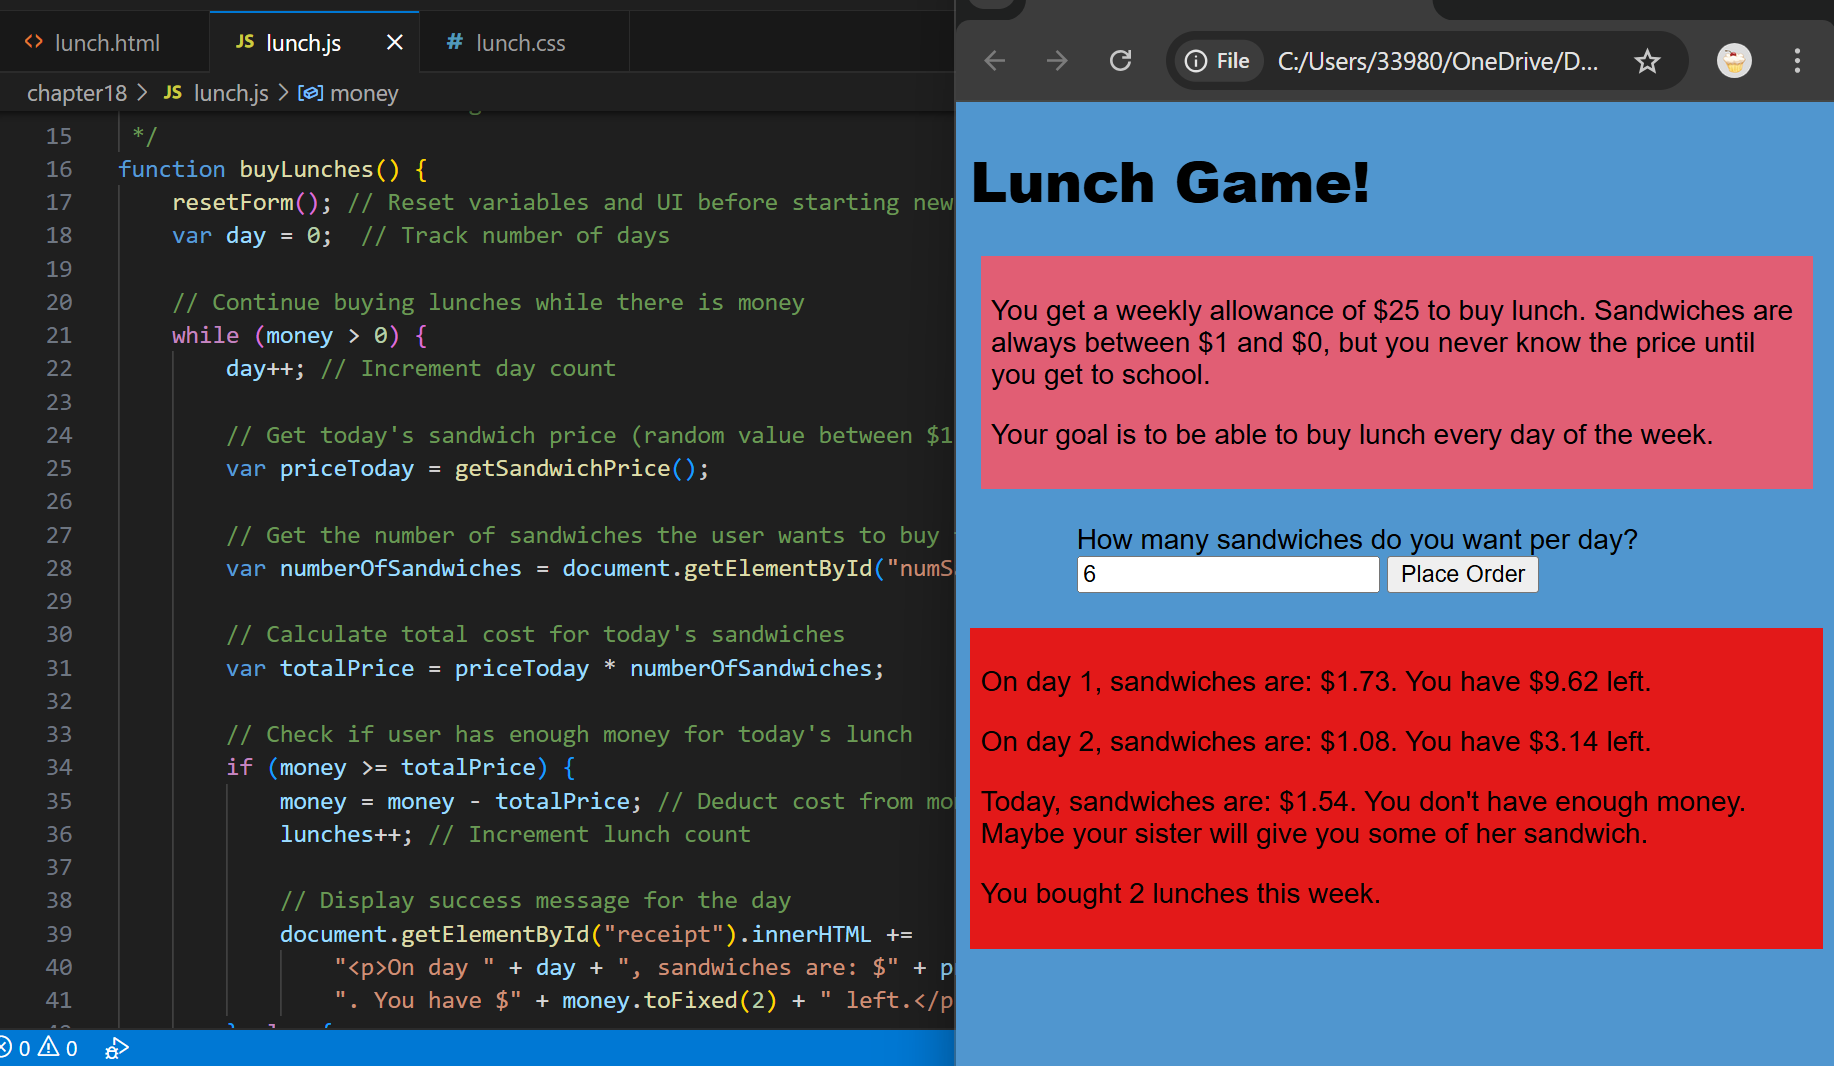 lunch.html
JS lunch.js
# lunch.css
chapter18 > JS lunch.js > money
15 */
16 function buyLunches() {
17 resetForm(); // Reset variables and UI before starting new
18 var day = 0; // Track number of days
19
20 // Continue buying lunches while there is money
21 while (money > 0) {
22 day++; // Increment day count
23
24 // Get today's sandwich price (random value between $1
25 var priceToday = getSandwichPrice();
26
27 // Get the number of sandwiches the user wants to buy
28 var numberOfSandwiches = document.getElementById("numS
29
30 // Calculate total cost for today's sandwiches
31 var totalPrice = priceToday * numberOfSandwiches;
32
33 // Check if user has enough money for today's lunch
34 if (money >= totalPrice) {
35 money = money - totalPrice; // Deduct cost from mo
36 lunches++; // Increment lunch count
37
38 // Display success message for the day
39 document.getElementById("receipt").innerHTML +=
40 "<p>On day " + day + ", sandwiches are: $" + p
41 ". You have $" + money.toFixed(2) + " left.</p
0 0
File C:/Users/33980/OneDrive/D...
Lunch Game!
You get a weekly allowance of $25 to buy lunch. Sandwiches are
always between $1 and $0, but you never know the price until
you get to school.
Your goal is to be able to buy lunch every day of the week.
How many sandwiches do you want per day?
6 Place Order
On day 1, sandwiches are: $1.73. You have $9.62 left.
On day 2, sandwiches are: $1.08. You have $3.14 left.
Today, sandwiches are: $1.54. You don't have enough money.
Maybe your sister will give you some of her sandwich.
You bought 2 lunches this week.